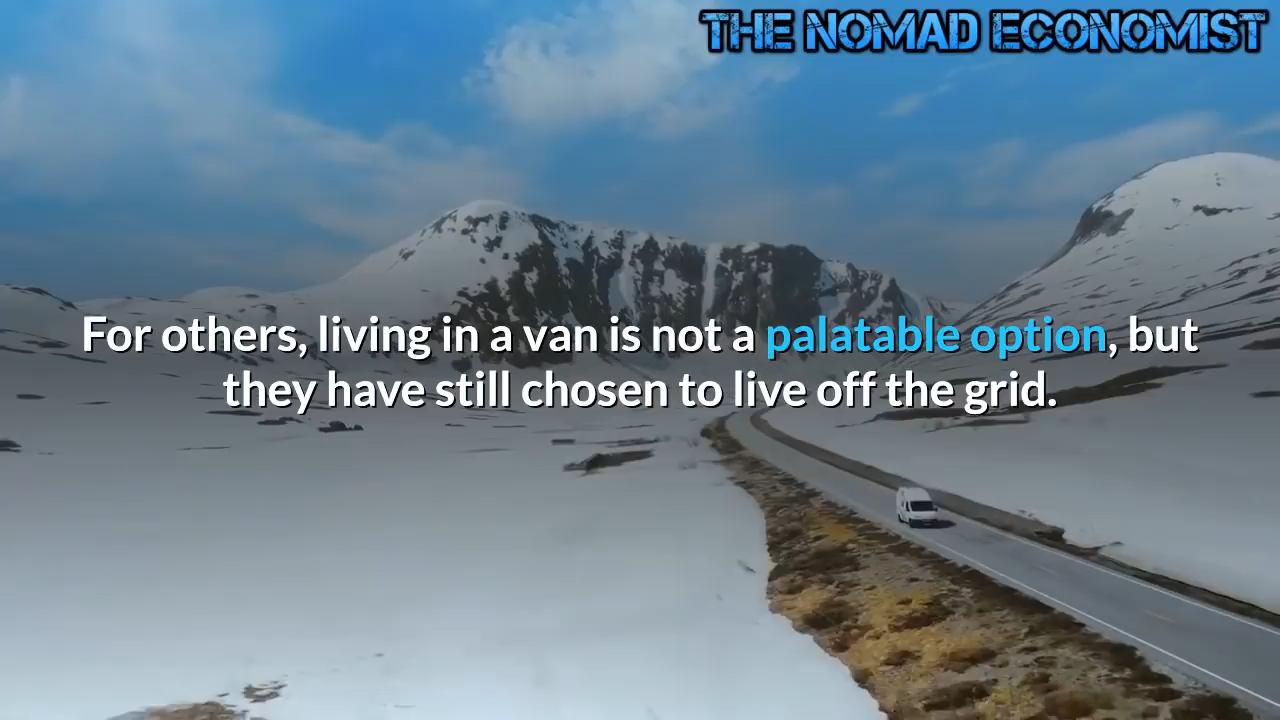 THE NOMAD ECONOMIST
For others, living in a van is not a palatable option, but
they have still chosen to live off the grid.